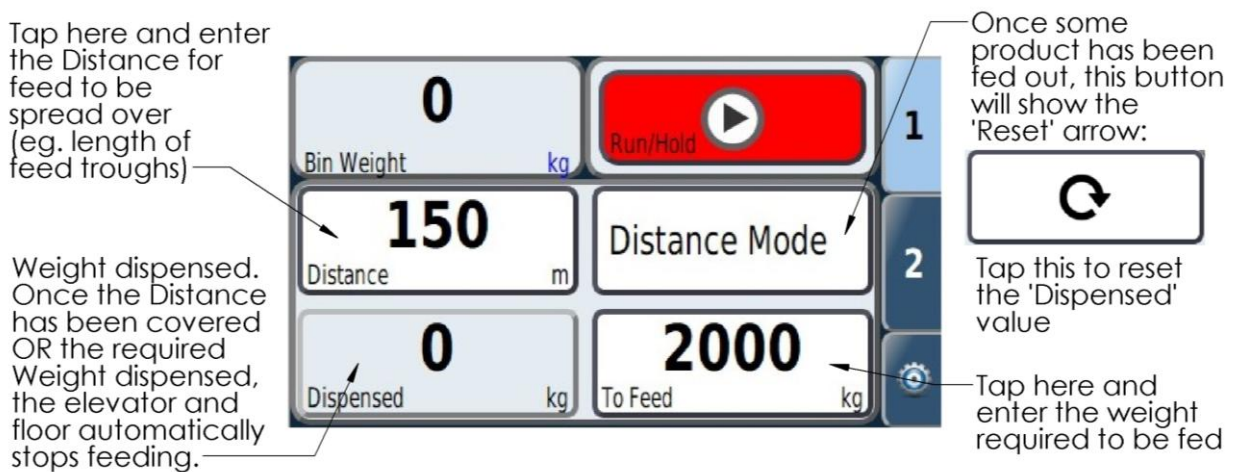 Tap here and enter
the Distance for
feed to be
spread over
(eg. length of
feed troughs)
Weight dispensed.
Once the Distance
has been covered
OR the required
Weight dispensed,
the elevator and
floor automatically
stops feeding.
0
Bin Weight kg
Run/Hold
150
Distance m
Distance Mode
0
Dispensed kg
2000
To Feed kg
1
2
Once some
product has been
fed out, this button
will show the
'Reset' arrow:
Tap this to reset
the 'Dispensed'
value
Tap here and
enter the weight
required to be fed